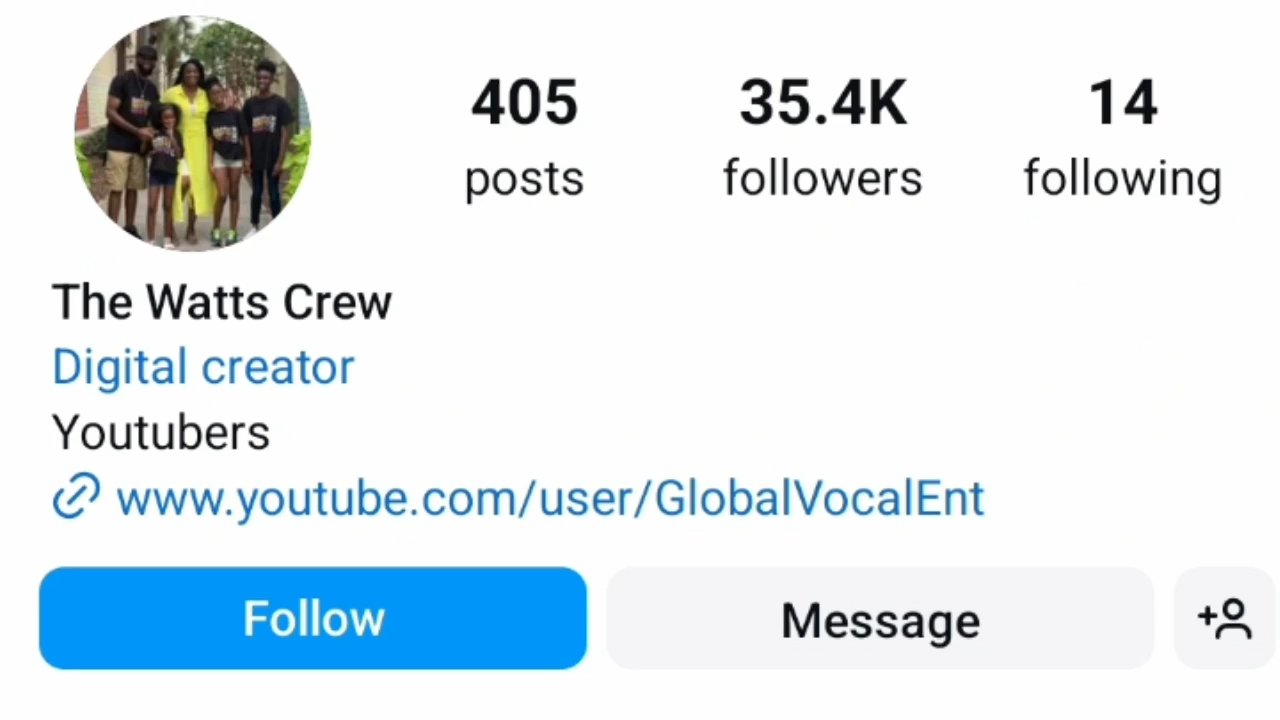 405 35.4K 14
posts followers following
The Watts Crew
Digital creator
Youtubers
www.youtube.com/user/GlobalVocalEnt
Follow Message